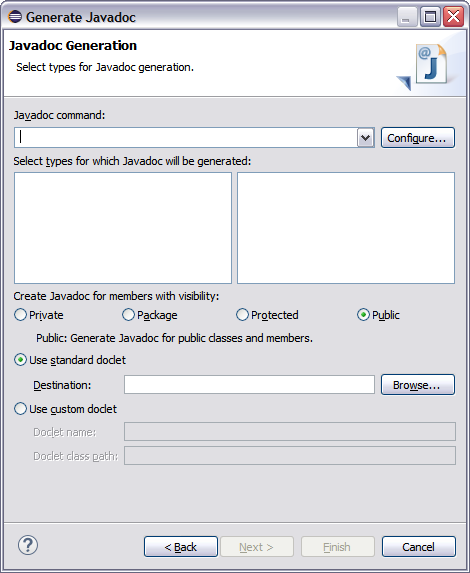 Generate Javadoc
Javadoc Generation
Select types for Javadoc generation.
@
J
Javadoc command:
Configure...
Select types for which Javadoc will be generated:
Create Javadoc for members with visibility:
Private Package Protected Public
Public: Generate Javadoc for public classes and members.
Use standard doclet
Destination: Browse...
Use custom doclet
Doclet name:
Doclet class path:
? < Back Next > Finish Cancel